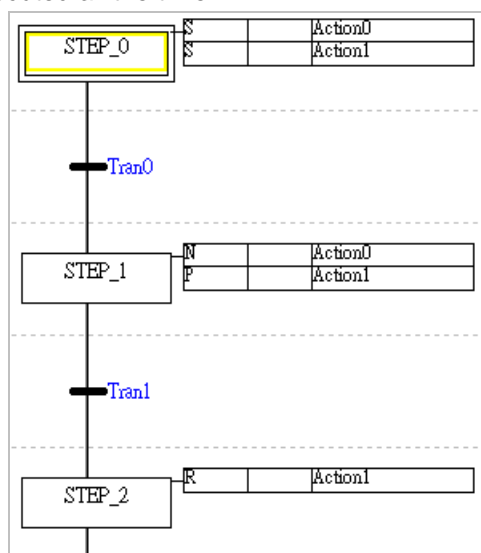 STEP_0 S Action0
S Action1
Tran0
STEP_1 N Action0
P Action1
Tran1
STEP_2 R Action1